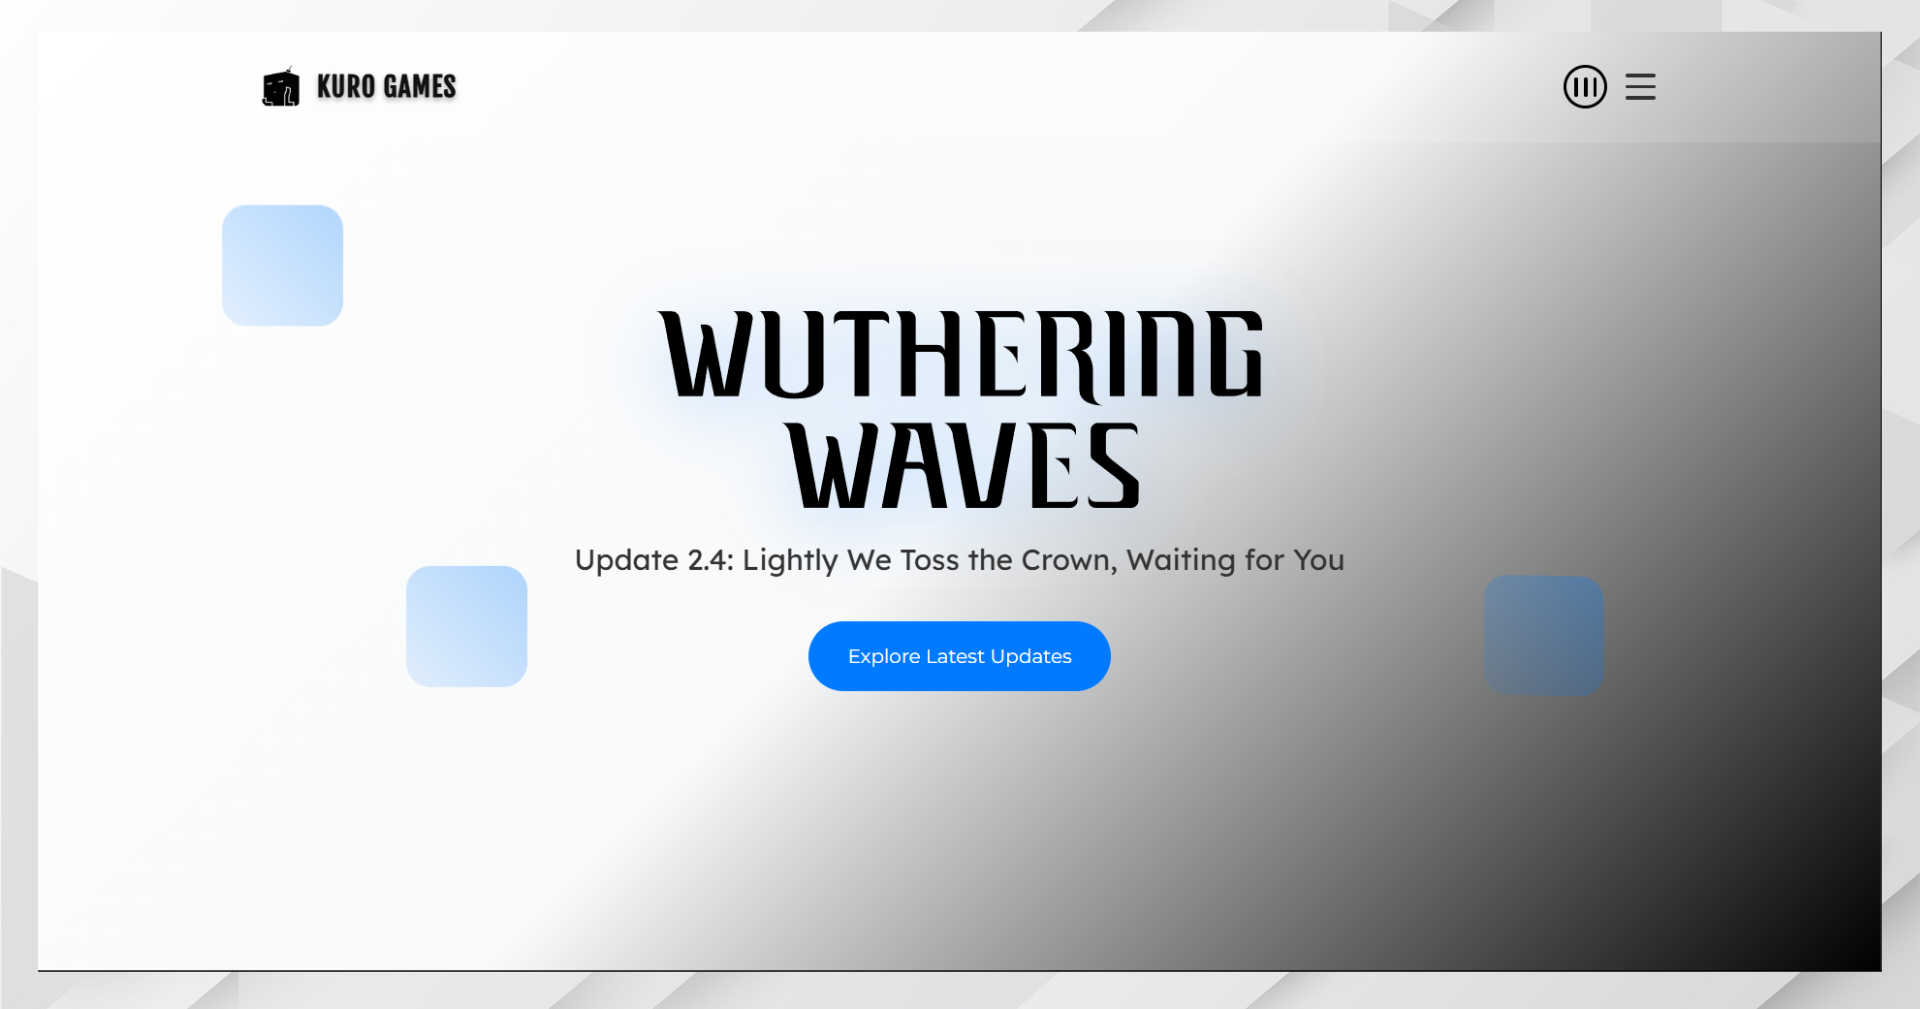 KURO GAMES
WUTHERING
WAVES
Update 2.4: Lightly We Toss the Crown, Waiting for You
Explore Latest Updates